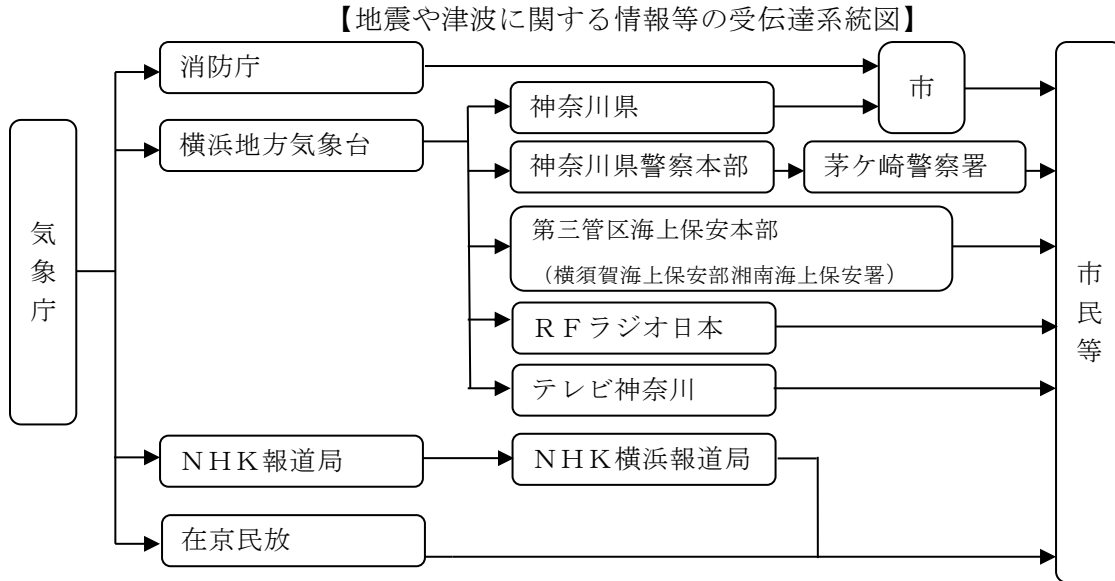 【地震や津波に関する情報等の受伝達系統図】
気象庁
消防庁
横浜地方気象台
NHK報道局
在京民放
神奈川県
神奈川県警察本部
第三管区海上保安本部
（横須賀海上保安部湘南海上保安署）
ＲＦラジオ日本
テレビ神奈川
ＮＨＫ横浜報道局
市
茅ケ崎警察署
市民等